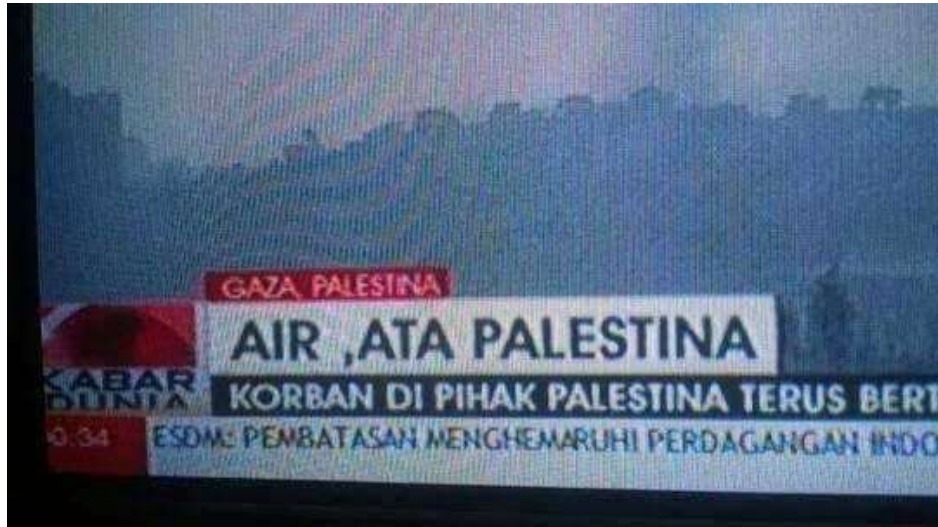 GAZA, PALESTINA
AIR ,ATA PALESTINA
KABAR
DUNIA
KORBAN DI PIHAK PALESTINA TERUS BERT
0:34
ESDM: PEMBATASAN MENGHEMARUHI PERDAGANGAN INDO